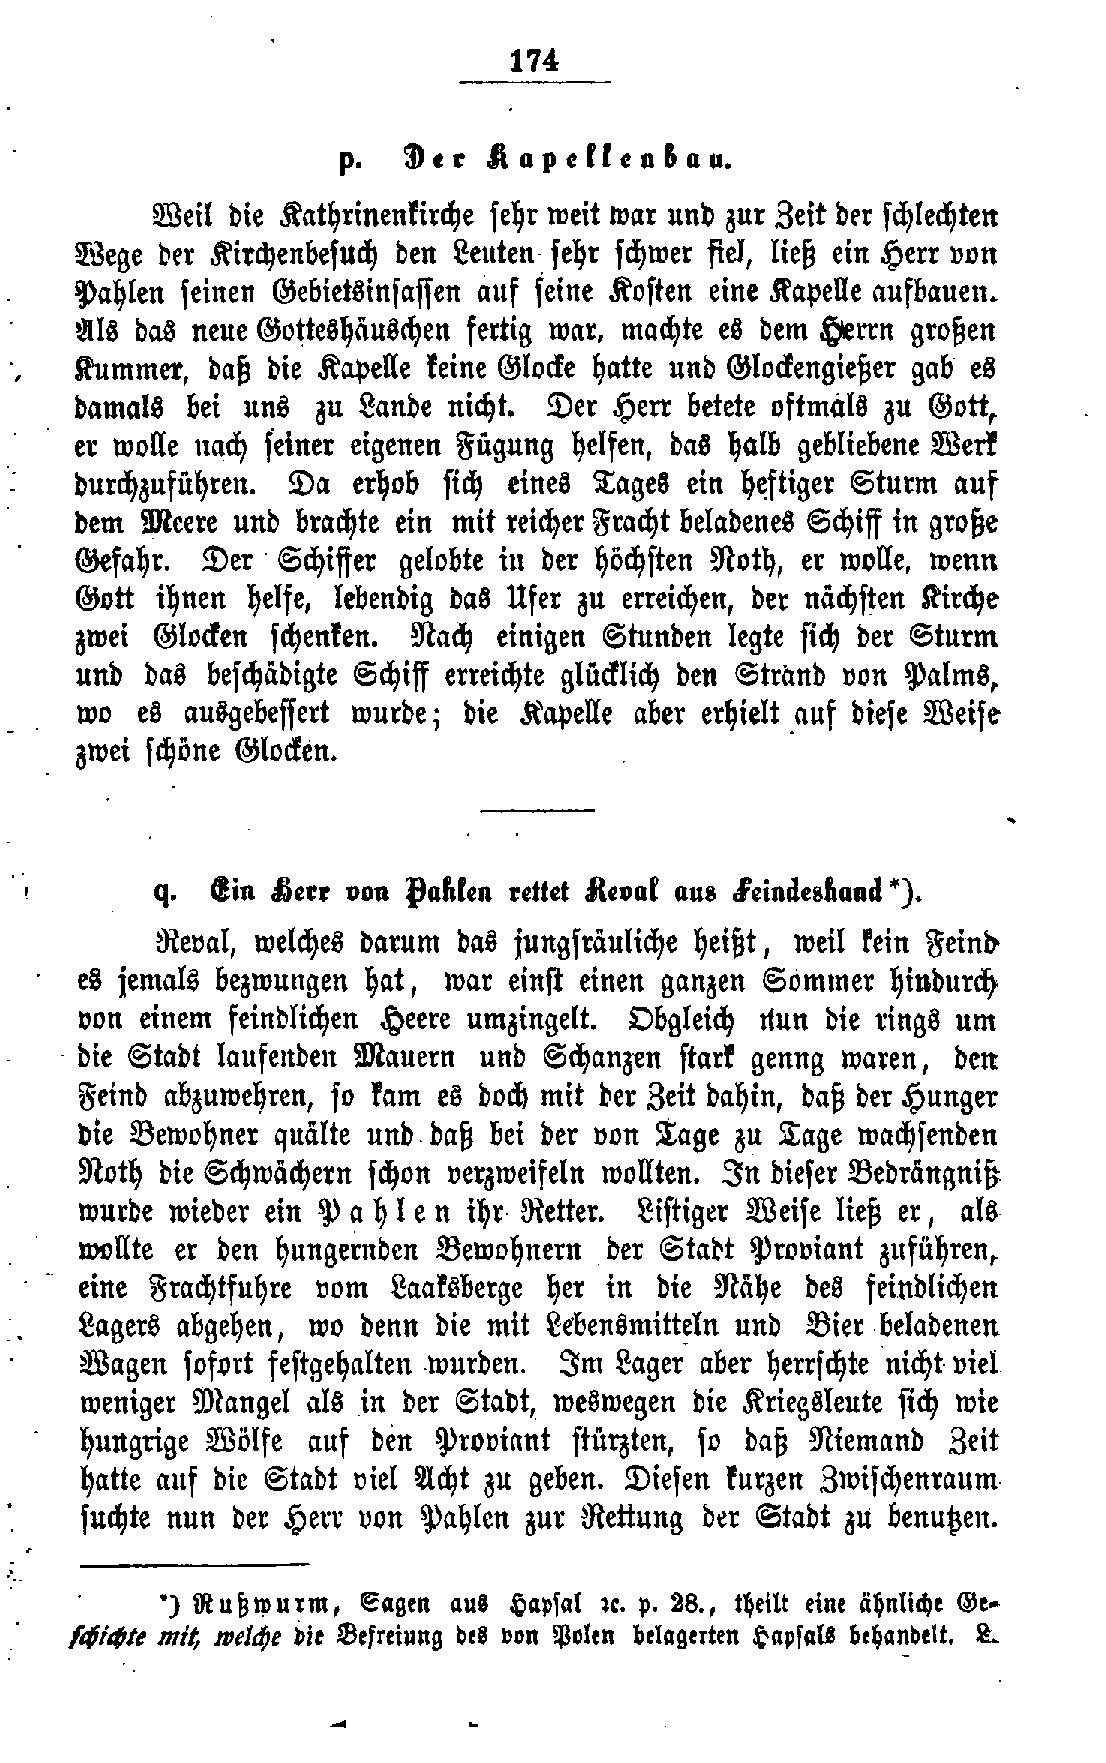 174
p. Der Kapellenbau.
Weil die Kathrinenkirche sehr weit war und zur Zeit der schlechten
Wege der Kirchenbesuch den Leuten sehr schwer fiel, ließ ein Herr von
Pahlen seinen Gebietsinsassen auf seine Kosten eine Kapelle aufbauen.
Als das neue Gotteshäuschen fertig war, machte es dem Herrn großen
Kummer, daß die Kapelle keine Glocke hatte und Glockengießer gab es
damals bei uns zu Lande nicht. Der Herr betete oftmals zu Gott,
er wolle nach seiner eigenen Fügung helfen, das halb gebliebene Werk
durchzuführen. Da erhob sich eines Tages ein heftiger Sturm auf
dem Meere und brachte ein mit reicher Fracht beladenes Schiff in große
Gefahr. Der Schiffer gelobte in der höchsten Noth, er wolle, wenn
Gott ihnen helfe, lebendig das Ufer zu erreichen, der nächsten Kirche
zwei Glocken schenken. Nach einigen Stunden legte sich der Sturm
und das beschädigte Schiff erreichte glücklich den Strand von Palms,
wo es ausgebessert wurde; die Kapelle aber erhielt auf diese Weise
zwei schöne Glocken.
q. Ein Herr von Pahlen rettet Reval aus Feindeshand*).
Reval, welches darum das jungfräuliche heißt, weil kein Feind
es jemals bezwungen hat, war einst einen ganzen Sommer hindurch
von einem feindlichen Heere umzingelt. Obgleich nun die rings um
die Stadt laufenden Mauern und Schanzen stark genng waren, den
Feind abzuwehren, so kam es doch mit der Zeit dahin, daß der Hunger
die Bewohner quälte und daß bei der von Tage zu Tage wachsenden
Noth die Schwächern schon verzweifeln wollten. In dieser Bedrängniß
wurde wieder ein Pahlen ihr Retter. Listiger Weise ließ er, als
wollte er den hungernden Bewohnern der Stadt Proviant zuführen,
eine Frachtfuhre vom Laaksberge her in die Nähe des feindlichen
Lagers abgehen, wo denn die mit Lebensmitteln und Bier beladenen
Wagen sofort festgehalten wurden. Im Lager aber herrschte nicht viel
weniger Mangel als in der Stadt, weswegen die Kriegsleute sich wie
hungrige Wölfe auf den Proviant stürzten, so daß Niemand Zeit
hatte auf die Stadt viel Acht zu geben. Diesen kurzen Zwischenraum
suchte nun der Herr von Pahlen zur Rettung der Stadt zu benutzen.
*) Rußwurm, Sagen aus Hapsal ꝛc. p. 28., theilt eine ähnliche Ge-
schichte mit, welche die Befreiung des von Polen belagerten Hapsals behandelt. L.